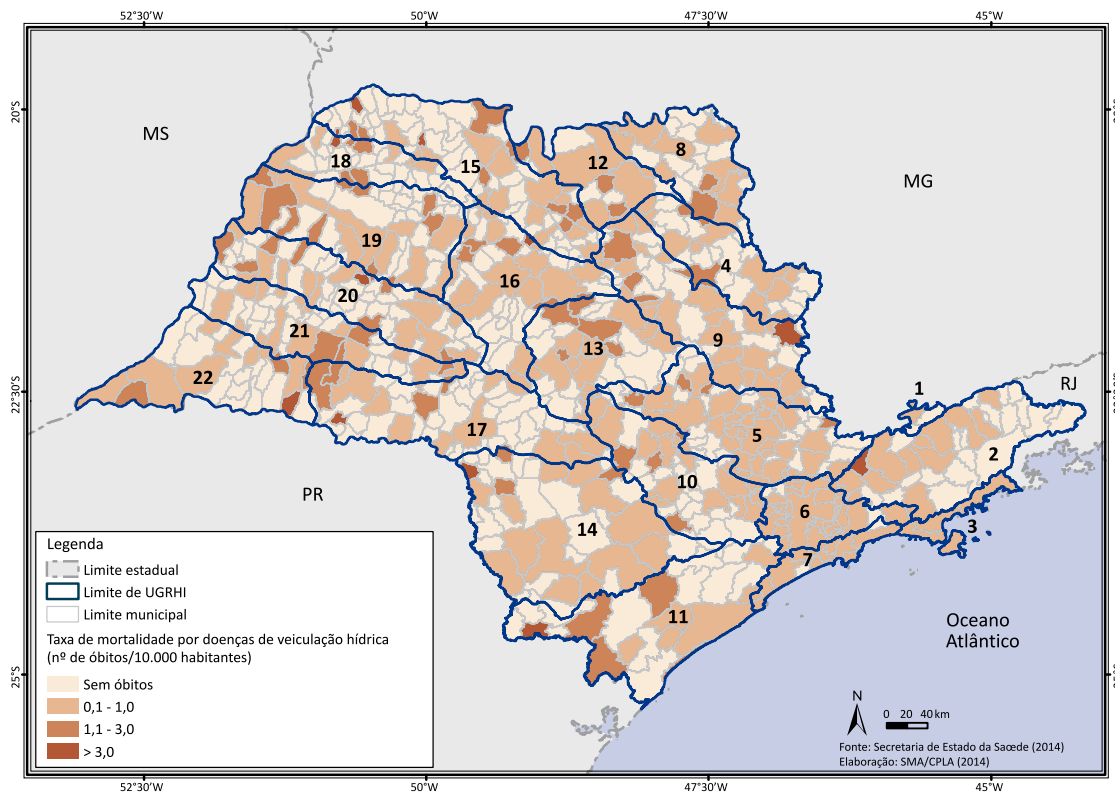 52°30'W 50°W 47°30'W 45°W
20°S
MS
MG
8
12
18
15
19
4
16
20
21
9
13
22°30'S
22
RJ
1
17
5
2
10
PR
6
14
3
7
11
Oceano
Atlântico
25°S
Legenda
Limite estadual
Limite de UGRHI
Limite municipal
Taxa de mortalidade por doenças de veiculação hídrica
(nº de óbitos/10.000 habitantes)
Sem óbitos
0,1 - 1,0
1,1 - 3,0
> 3,0
N
0 20 40 km
Fonte: Secretaria de Estado da Saœde (2014)
Elaboração: SMA/CPLA (2014)
52°30'W 50°W 47°30'W 45°W